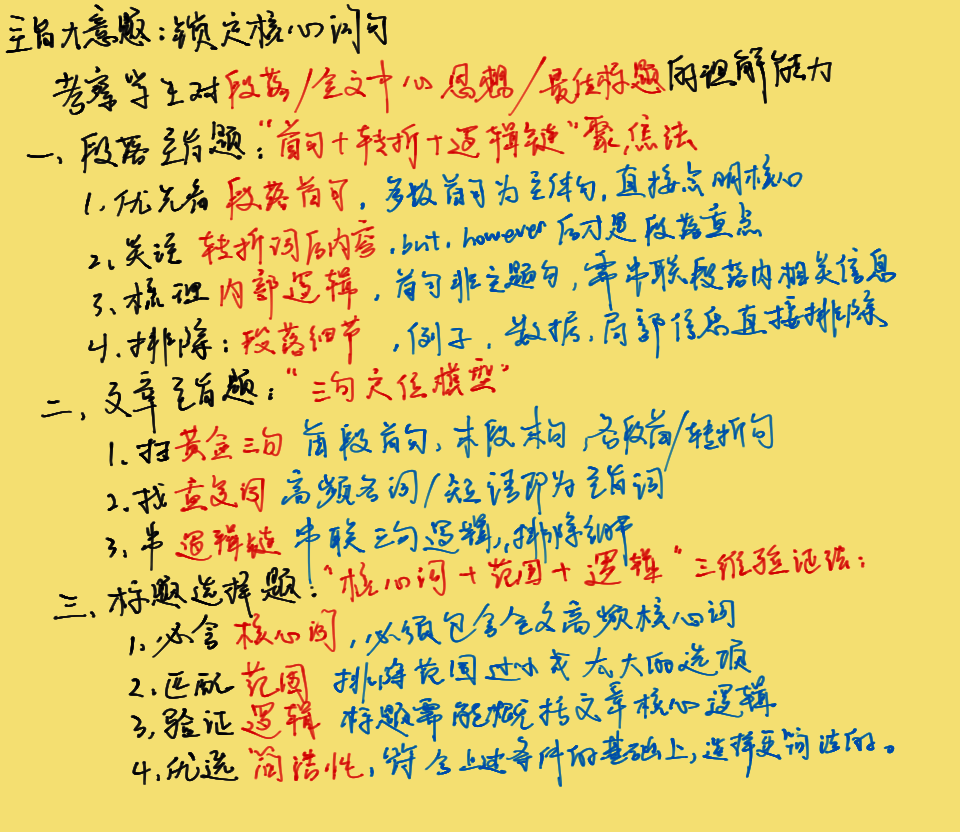 主旨大意题：锁定核心词句
考察学生对段落/全文中心思想/最佳标题的理解能力
一、段落主旨题："首句+转折+逻辑链"聚焦法
1.优先看段落首句，多数首句为主体句，直接点明核心
2.关注转折词后内容.but.however后才是段落重点
3.梳理内部逻辑，首句非主题句，需串联段落内相关信息
4.排除：段落细节，例子，数据，局部信息直接排除
二、文章主旨题："三句定位模型"
1.扫黄金三句 首段首句，末段末句，各段首/转折句
2.找重复词 高频名词/短语即为主旨词
3.串逻辑链 串联三句逻辑，排除细节
三、标题选择题："核心词+范围+逻辑"三维验证法：
1.必含核心词，必须包含全文高频核心词
2.匹配范围 排除范围过小或太大的选项
3.验证逻辑 标题需能概括文章核心逻辑
4.优选简洁性，符合上述条件的基础上，选择更简洁的。